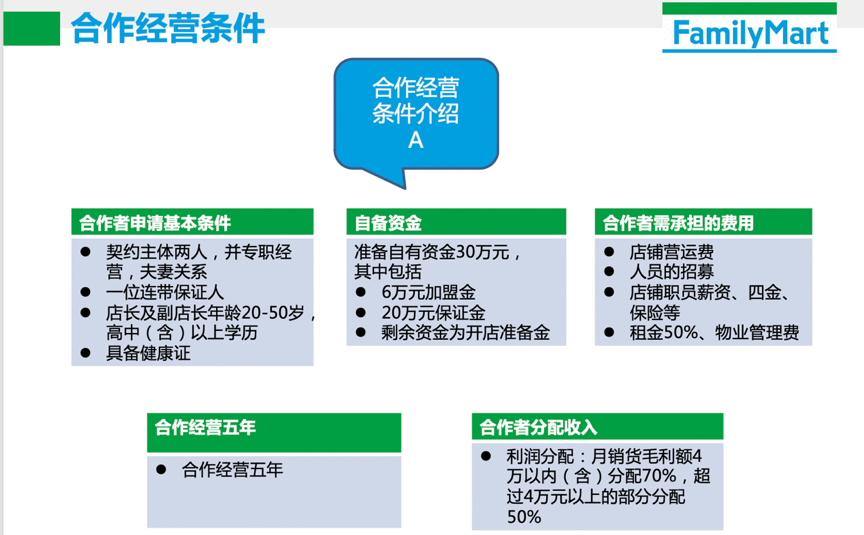 合作经营条件
FamilyMart
合作经营
条件介绍
A
合作者申请基本条件
● 契约主体两人，并专职经
营，夫妻关系
● 一位连带保证人
● 店长及副店长年龄20-50岁，
高中（含）以上学历
● 具备健康证
自备资金
准备自有资金30万元，
其中包括
● 6万元加盟金
● 20万元保证金
● 剩余资金为开店准备金
合作者需承担的费用
● 店铺营运费
● 人员的招募
● 店铺职员薪资、四金、
保险等
● 租金50%、物业管理费
合作经营五年
● 合作经营五年
合作者分配收入
● 利润分配：月销货毛利额4
万以内（含）分配70%，超
过4万元以上的部分分配
50%